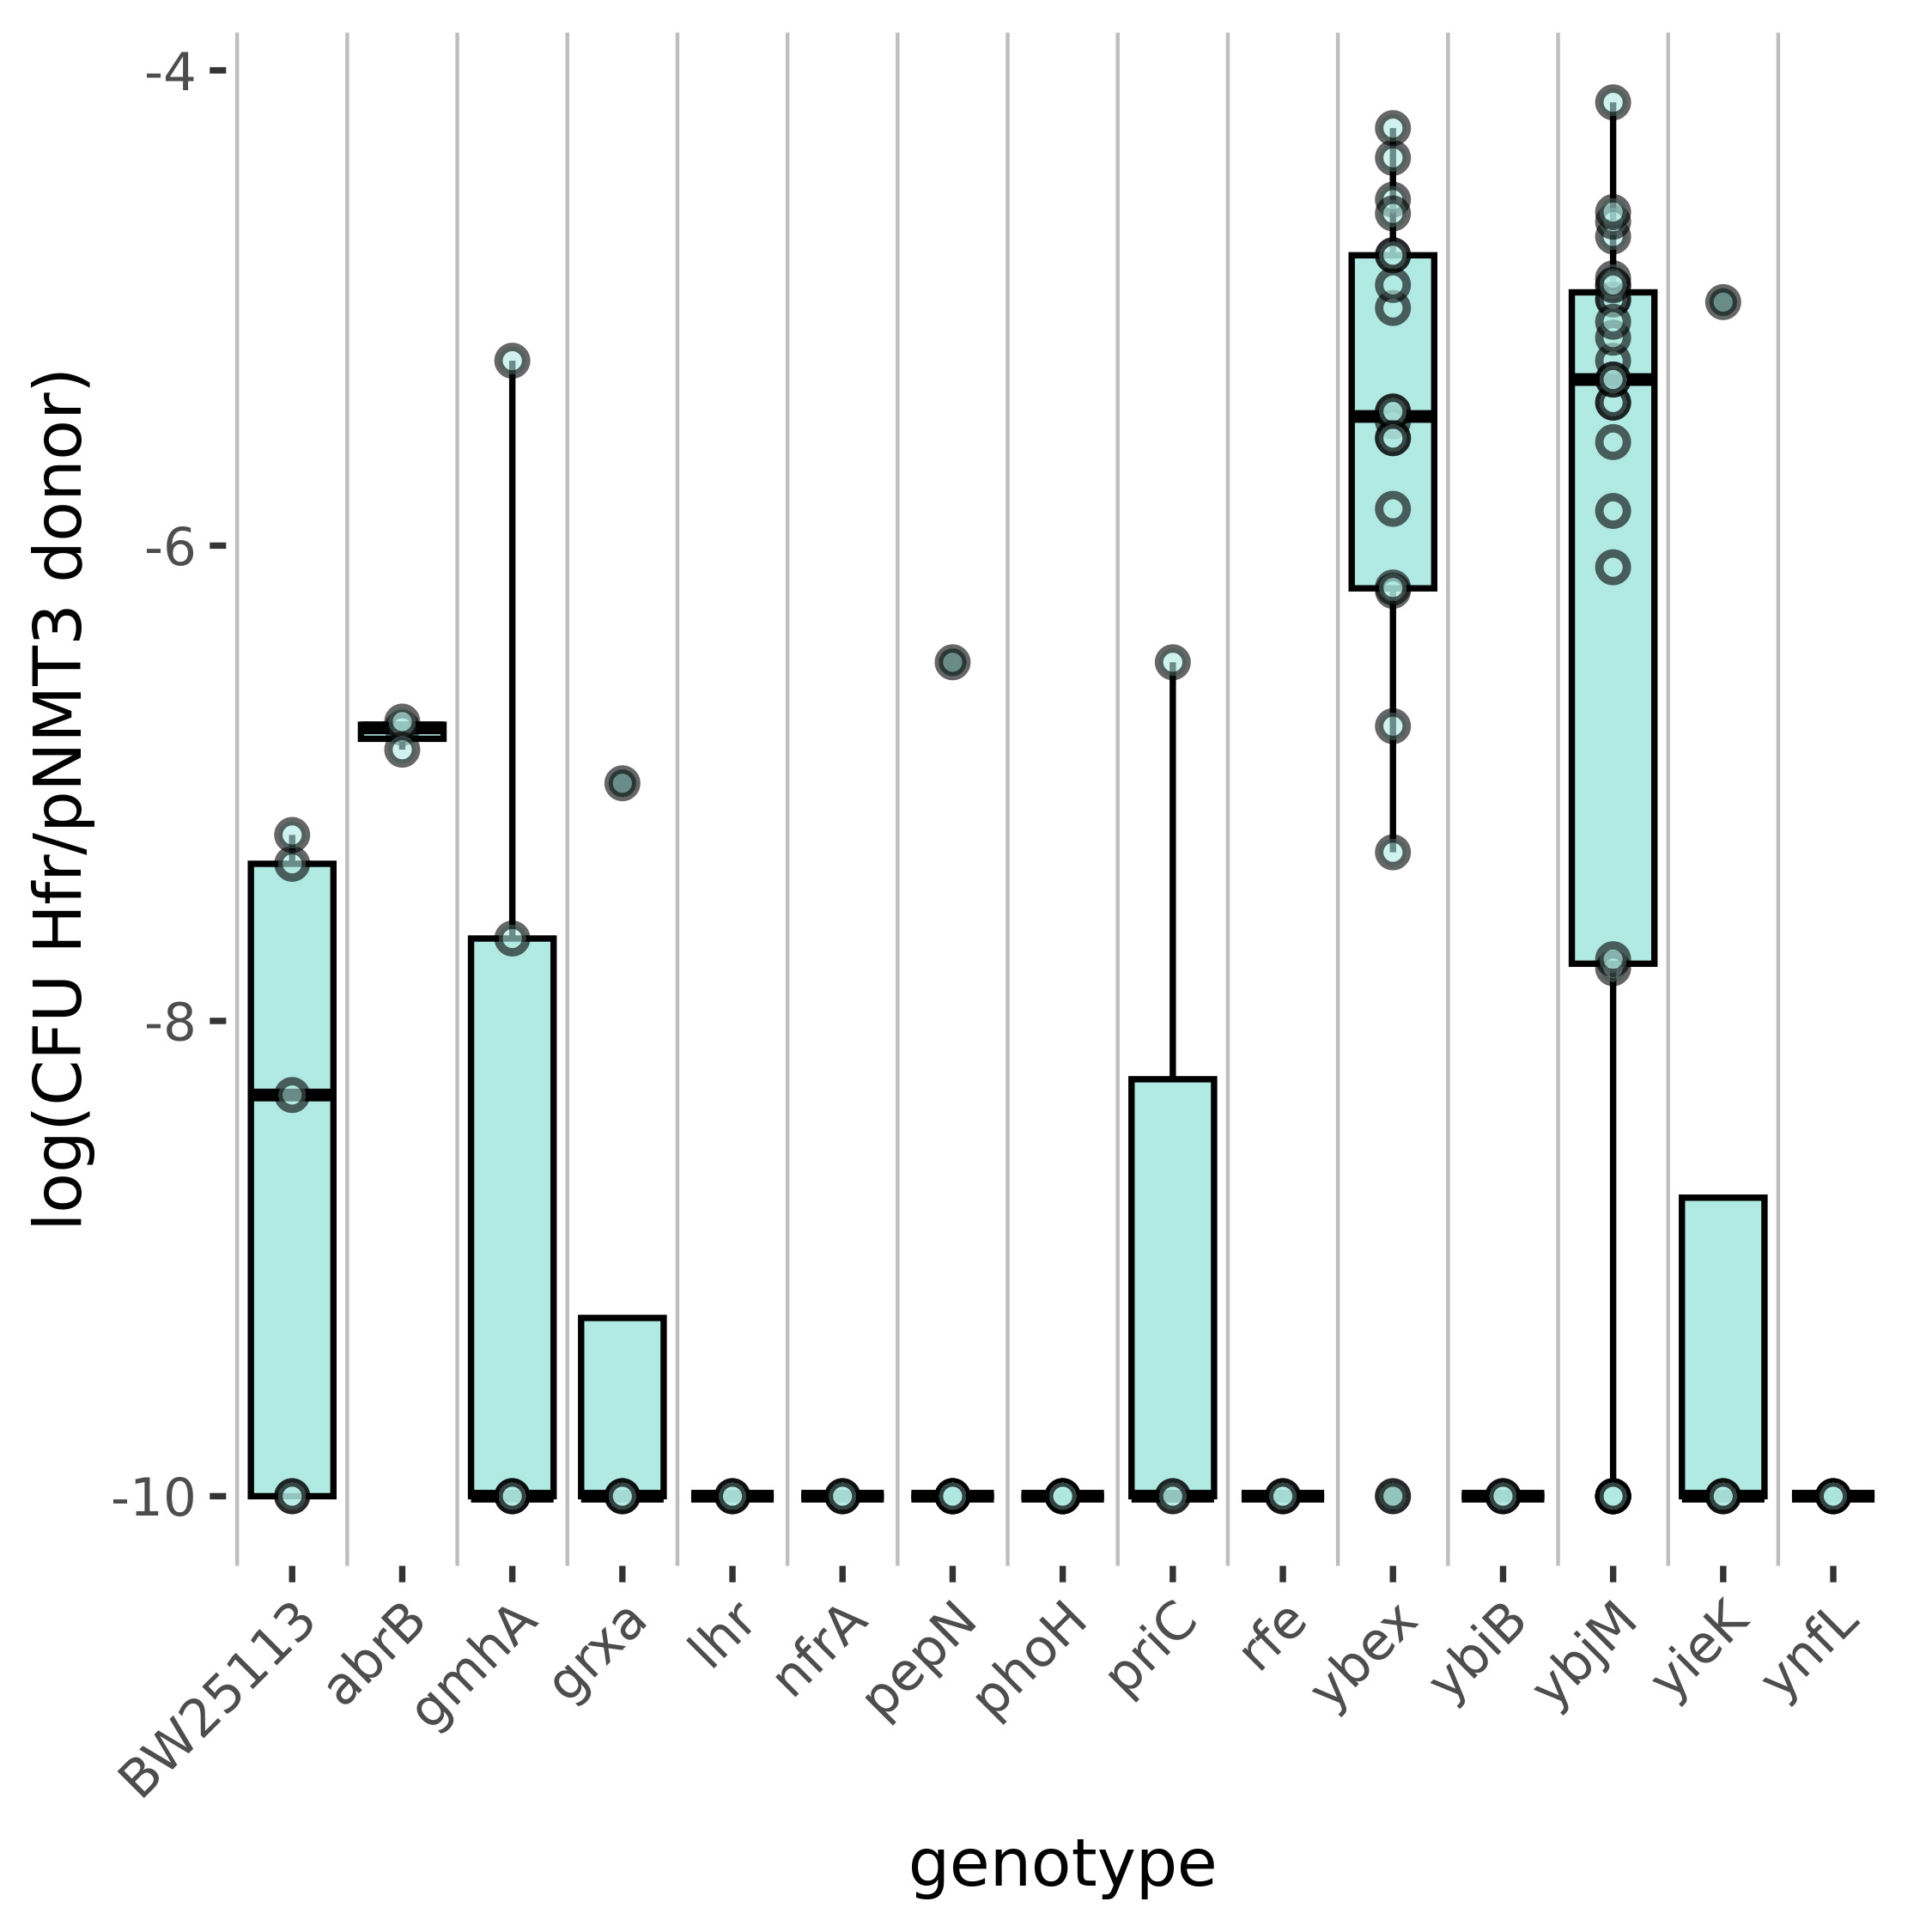 log(CFU Hfr/pNMT3 donor)
-4
-6
-8
-10
BW25113
abrB
gmhA
grxa
lhr
nfrA
pepN
phoH
priC
rfe
ybex
ybiB
ybjM
yieK
ynfL
genotype